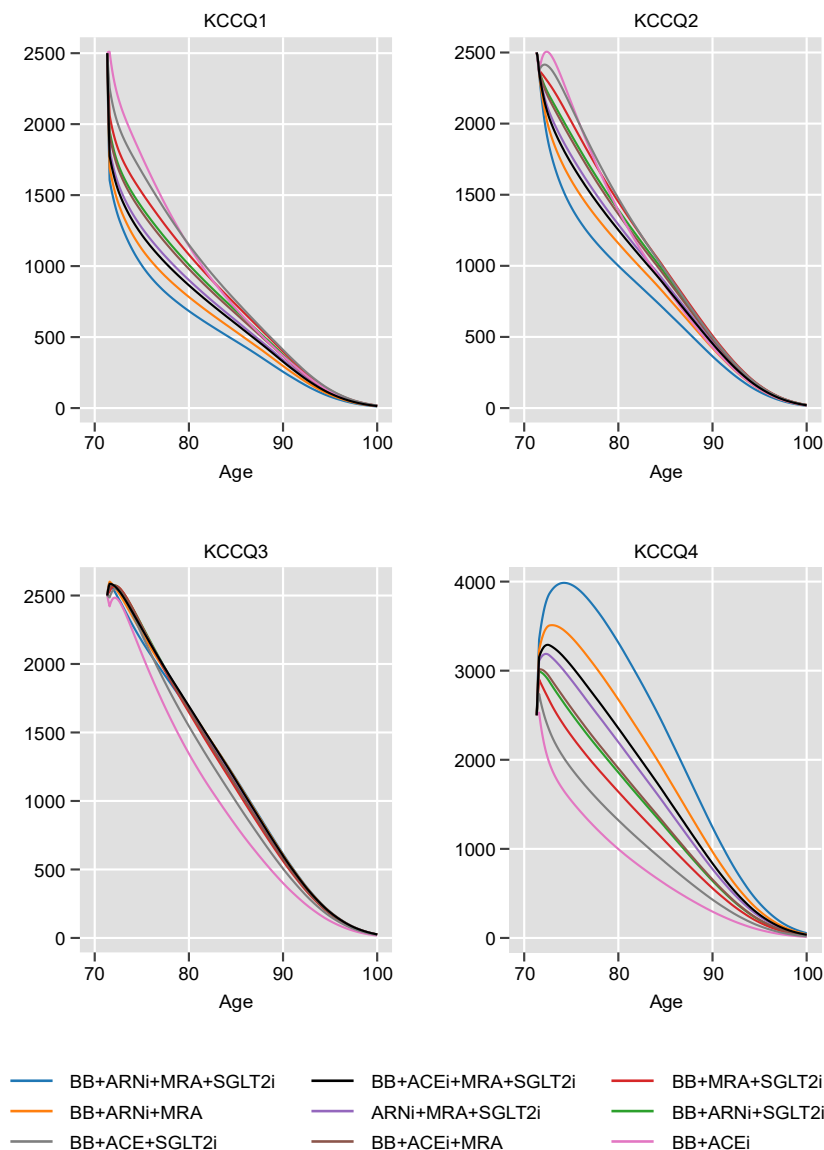 KCCQ1 KCCQ2
2500 2500
2000 2000
1500 1500
1000 1000
500 500
0 0
70 80 90 100 70 80 90 100
Age Age
KCCQ3 KCCQ4
2500 4000
2000 3000
1500 2000
1000 1000
500
0 0
70 80 90 100 70 80 90 100
Age Age
BB+ARNi+MRA+SGLT2i BB+ACEi+MRA+SGLT2i BB+MRA+SGLT2i
BB+ARNi+MRA ARNi+MRA+SGLT2i BB+ARNi+SGLT2i
BB+ACE+SGLT2i BB+ACEi+MRA BB+ACEi